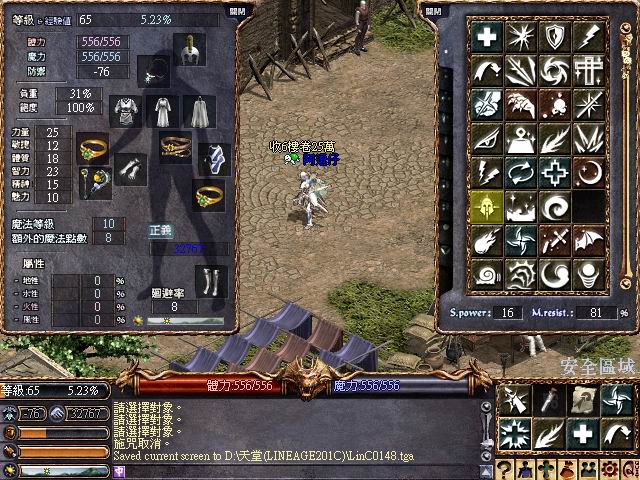 等級 & 經驗值 65 5.23%
關閉
體力 556/556
魔力 556/556
防禦 -76
負重 31%
飽度 100%
力量 25
敏捷 12
體質 18
智力 23
精神 15
魅力 10
魔法等級 10
額外的魔法點數 8
正義
32767
屬性
- 地性 0 %
- 水性 0 %
- 火性 0 %
- 風性 0 %
迴避率
8
收6樓卷25萬
關閉
S.power: 16 M.resist.: 81 %
安全區域
等級:65 5.23%
體力:556/556
魔力:556/556
-76 32767
請選擇對象。
請選擇對象。
請選擇對象。
施咒取消。
Saved current screen to D:\天堂(LINEAGE201C)\LinC0148.tga
中